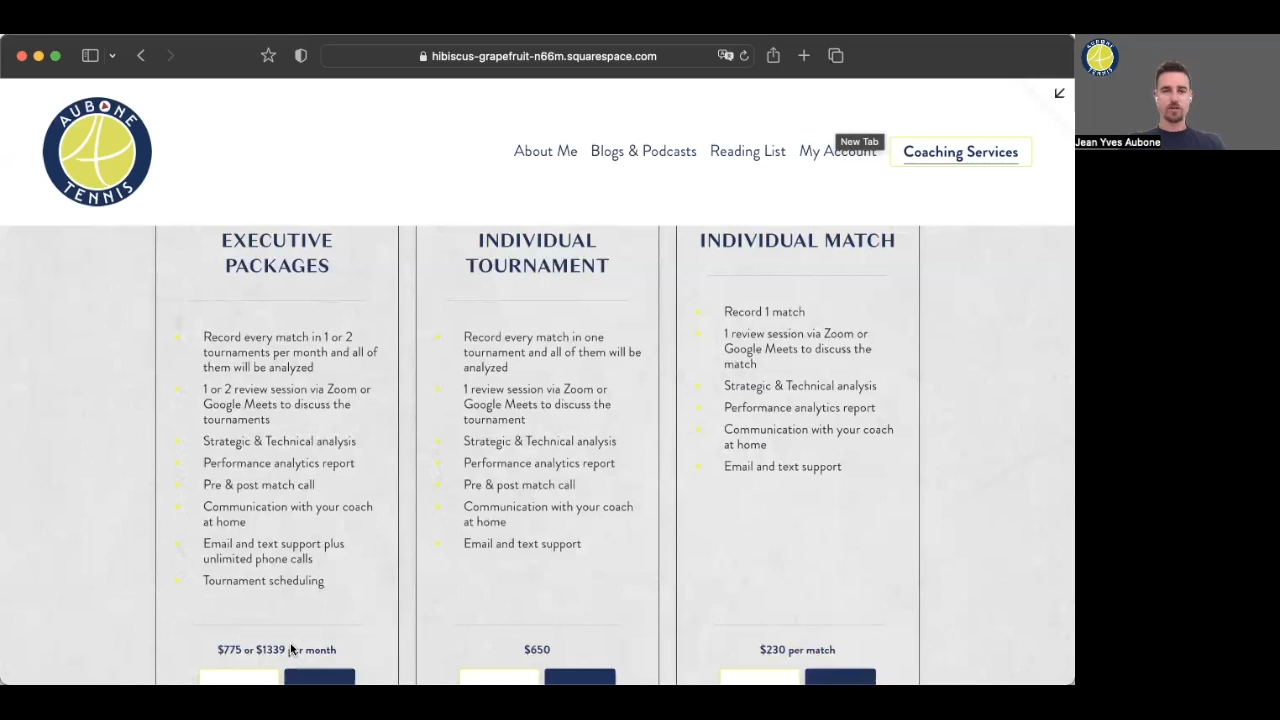 hibiscus-grapefruit-n66m.squarespace.com
AUBONE
TENNIS
AUBONE
TENNIS
Jean Yves Aubone
New Tab
About Me
Blogs & Podcasts
Reading List
My Account
Coaching Services
EXECUTIVE
PACKAGES
Record every match in 1 or 2
tournaments per month and all of
them will be analyzed
1 or 2 review session via Zoom or
Google Meets to discuss the
tournaments
Strategic & Technical analysis
Performance analytics report
Pre & post match call
Communication with your coach
at home
Email and text support plus
unlimited phone calls
Tournament scheduling
$775 or $1339 per month
INDIVIDUAL
TOURNAMENT
Record every match in one
tournament and all of them will be
analyzed
1 review session via Zoom or
Google Meets to discuss the
tournament
Strategic & Technical analysis
Performance analytics report
Pre & post match call
Communication with your coach
at home
Email and text support
$650
INDIVIDUAL MATCH
Record 1 match
1 review session via Zoom or
Google Meets to discuss the
match
Strategic & Technical analysis
Performance analytics report
Communication with your coach
at home
Email and text support
$230 per match